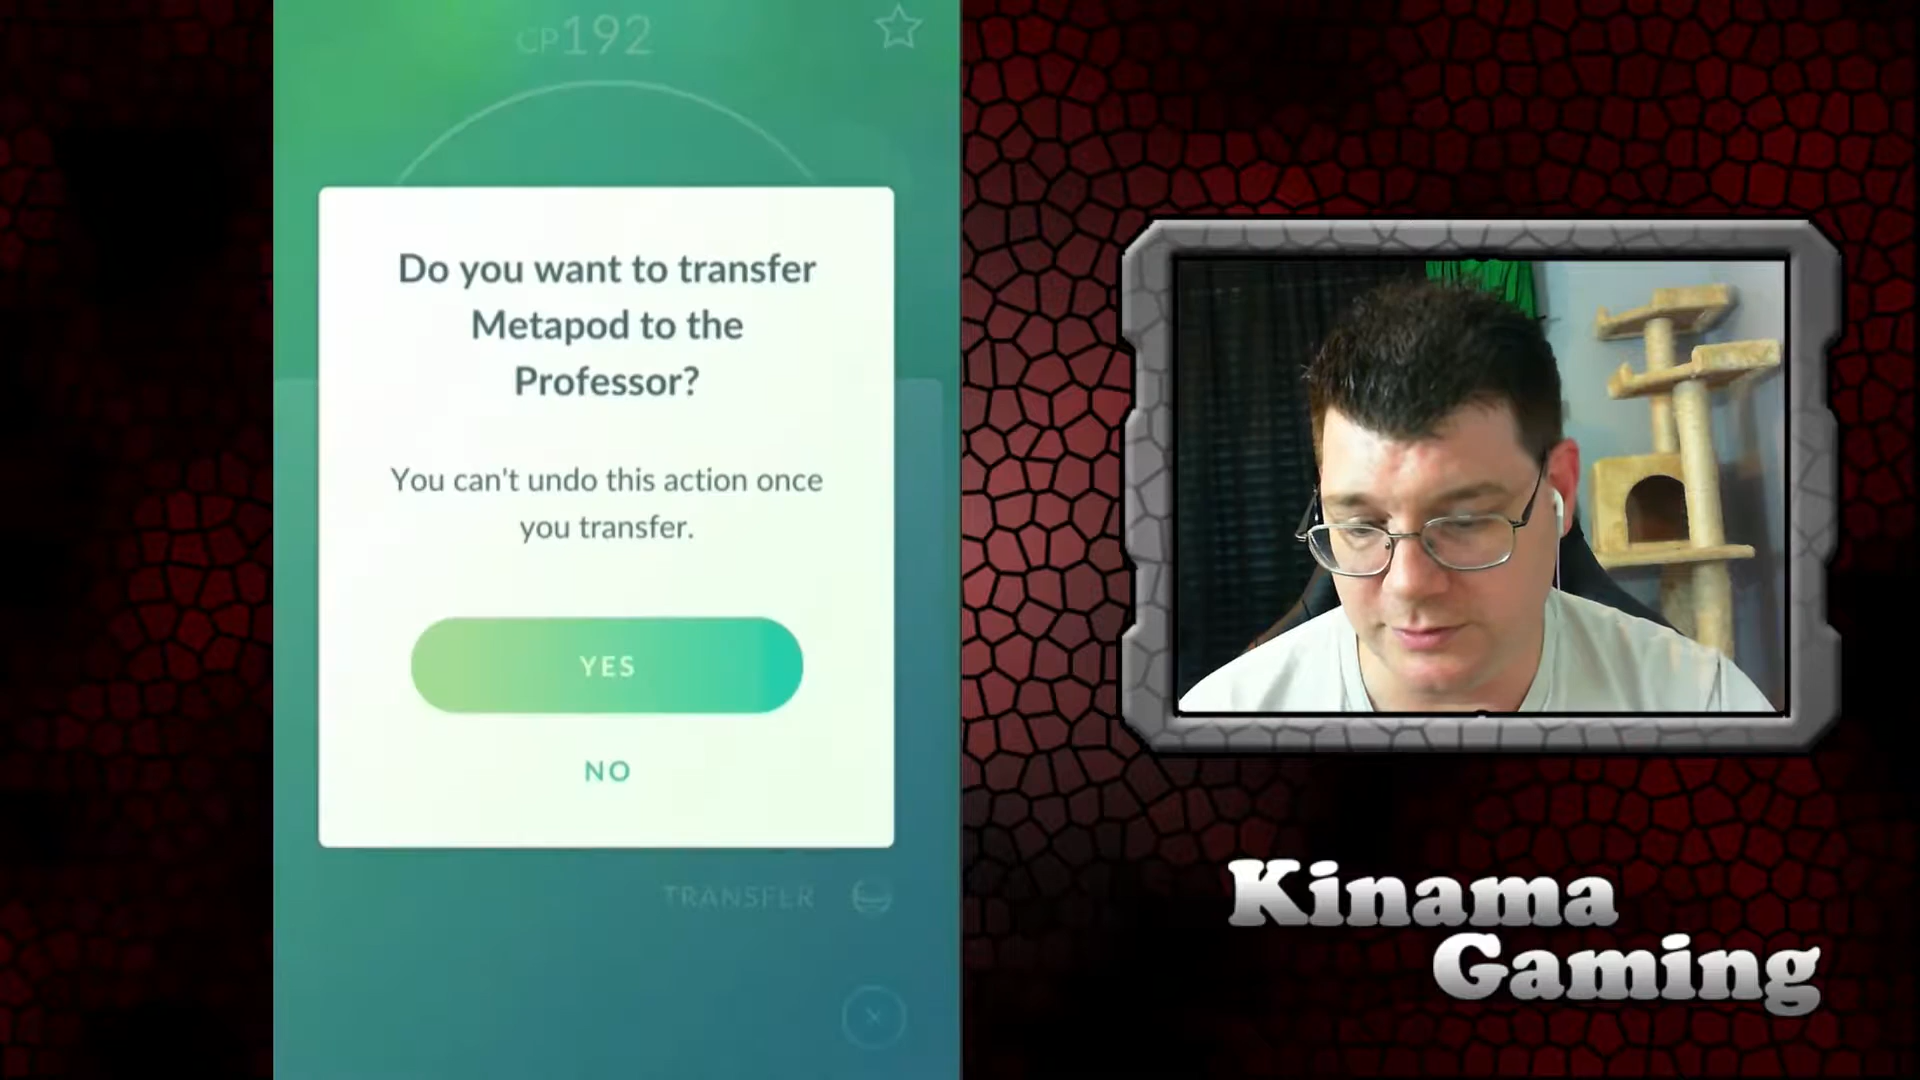 CP192
Do you want to transfer
Metapod to the
Professor?
You can't undo this action once
you transfer.
YES
NO
TRANSFER
Kinama
Gaming